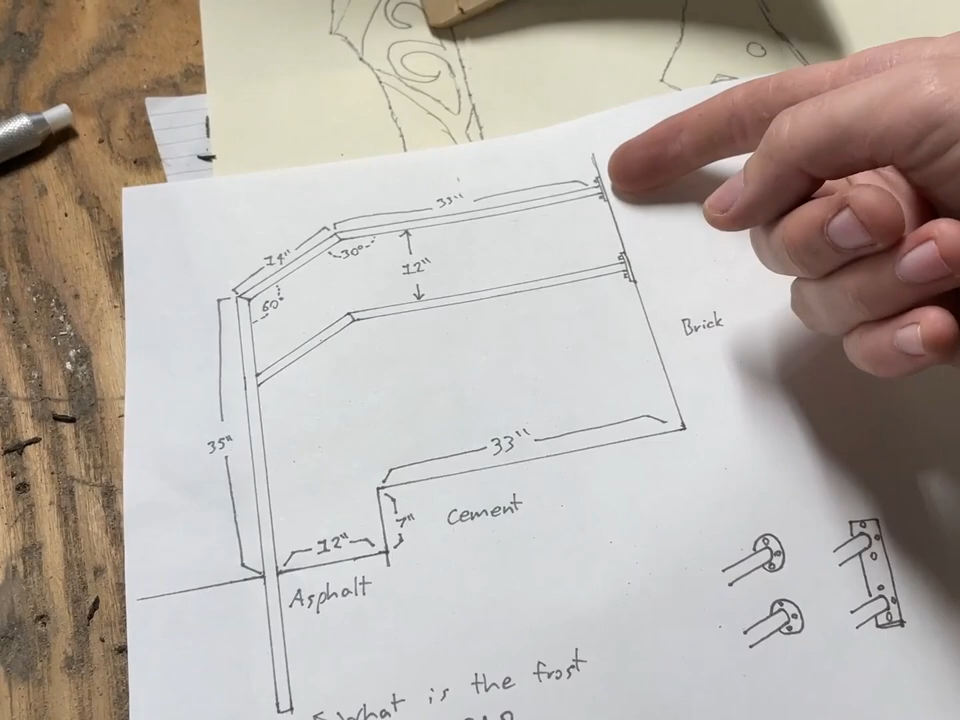 33"
14"
30°
12"
60°
Brick
35"
33"
7"
Cement
12"
Asphalt
What is the frost